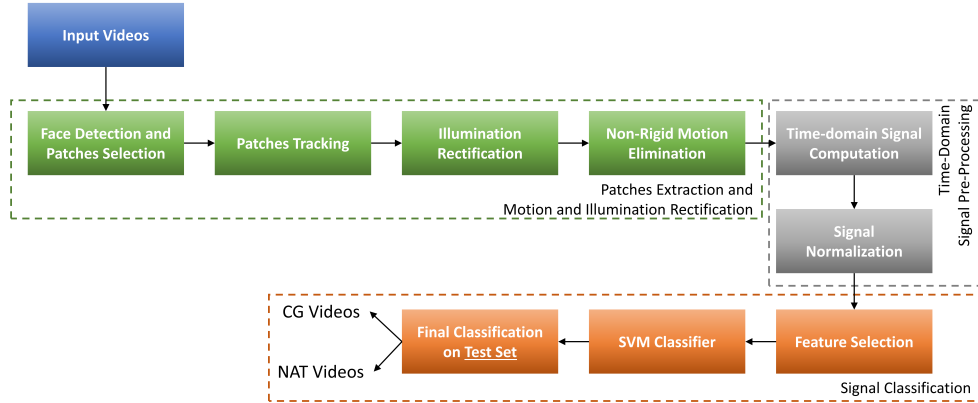 Input Videos
Face Detection and
Patches Selection
Patches Tracking
Illumination
Rectification
Non-Rigid Motion
Elimination
Patches Extraction and
Motion and Illumination Rectification
Time-domain Signal
Computation
Time-Domain
Signal Pre-Processing
Signal
Normalization
Feature Selection
SVM Classifier
Final Classification
on Test Set
CG Videos
NAT Videos
Signal Classification